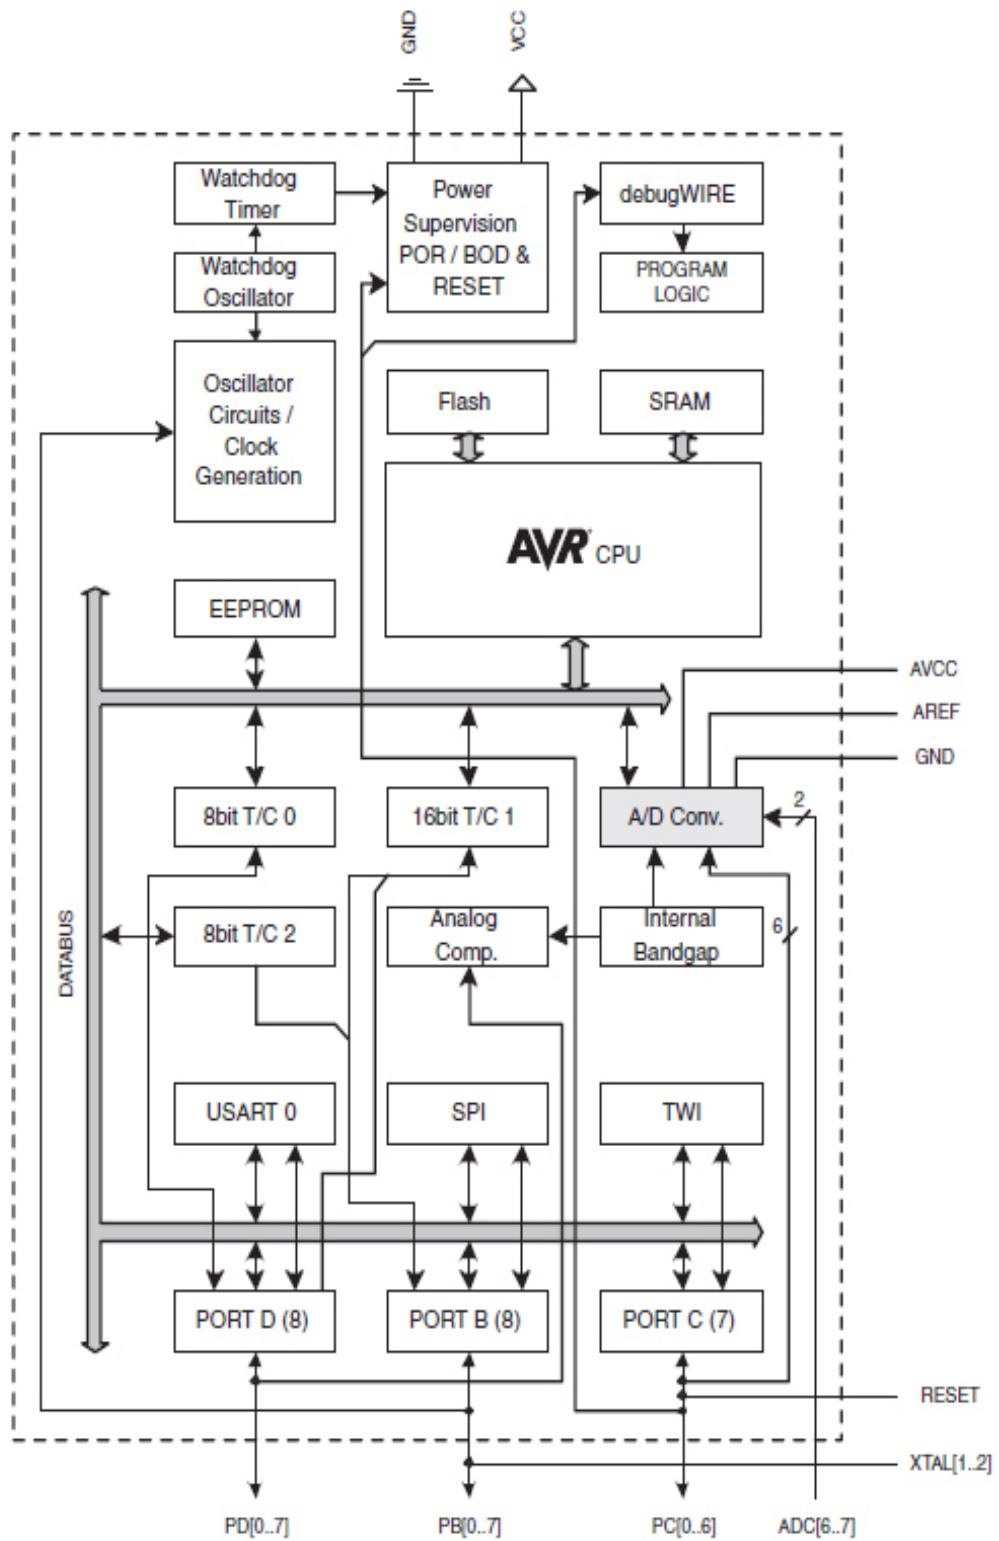 GND
VCC
Watchdog
Timer
Power
Supervision
POR / BOD &
RESET
debugWIRE
Watchdog
Oscillator
PROGRAM
LOGIC
Oscillator
Circuits /
Clock
Generation
Flash
SRAM
AVR® CPU
EEPROM
AVCC
AREF
GND
8bit T/C 0
16bit T/C 1
A/D Conv.
2
DATABUS
8bit T/C 2
Analog
Comp.
Internal
Bandgap
6
USART 0
SPI
TWI
PORT D (8)
PORT B (8)
PORT C (7)
RESET
XTAL[1..2]
PD[0..7]
PB[0..7]
PC[0..6]
ADC[6..7]